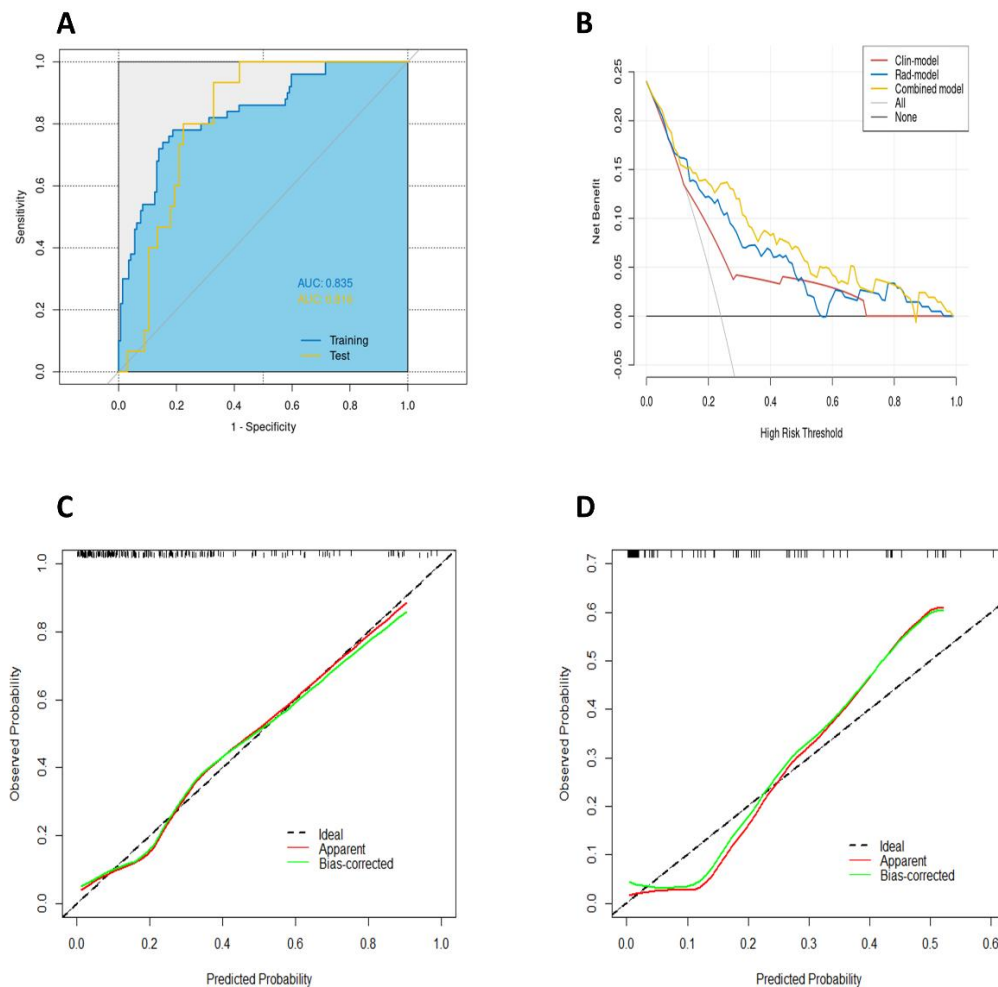 A
1.0
0.8
0.6
0.4
0.2
0.0
Sensitivity
AUC: 0.835
Training
Test
0.0 0.2 0.4 0.6 0.8 1.0
1 - Specificity
B
0.25
0.20
0.15
0.10
0.05
0.00
-0.05
Net Benefit
Clin-model
Rad-model
Combined model
All
None
0.0 0.2 0.4 0.6 0.8 1.0
High Risk Threshold
C
1.0
0.8
0.6
0.4
0.2
0.0
Observed Probability
Ideal
Apparent
Bias-corrected
0.0 0.2 0.4 0.6 0.8 1.0
Predicted Probability
D
0.7
0.6
0.5
0.4
0.3
0.2
0.1
0.0
Observed Probability
Ideal
Apparent
Bias-corrected
0.0 0.1 0.2 0.3 0.4 0.5 0.6
Predicted Probability